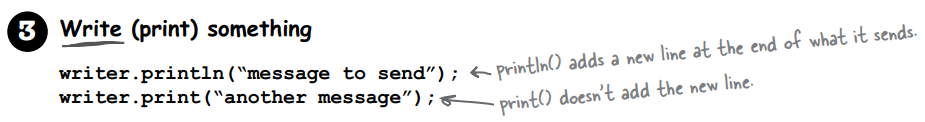 3 Write (print) something
writer.println(“message to send”); println() adds a new line at the end of what it sends.
writer.print(“another message”); print() doesn't add the new line.